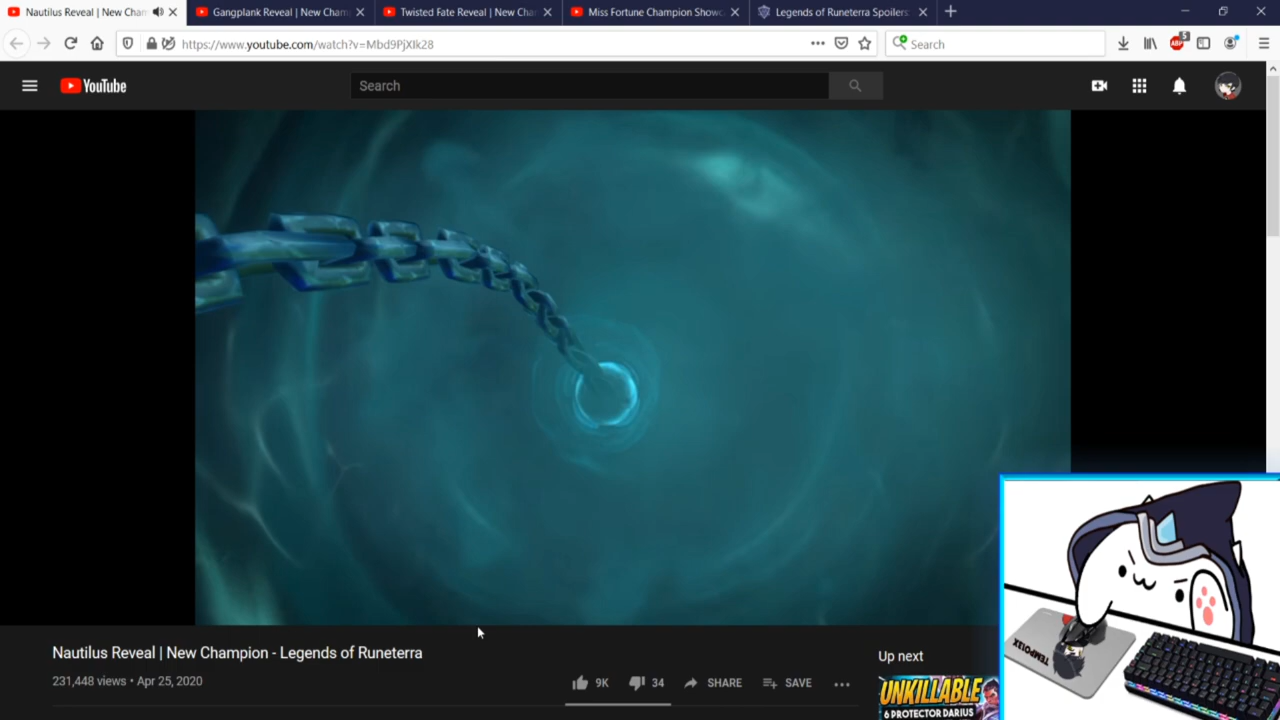 Nautilus Reveal | New Cham
Gangplank Reveal | New Cham
Twisted Fate Reveal | New Cha
Miss Fortune Champion Showc
Legends of Runeterra Spoilers
https://www.youtube.com/watch?v=Mbd9PjXIk28
Search
ABP
5
YouTube
Search
Nautilus Reveal | New Champion - Legends of Runeterra
231,448 views • Apr 25, 2020
9K
34
SHARE
SAVE
Up next
UNKILLABLE
6 PROTECTOR DARIUS